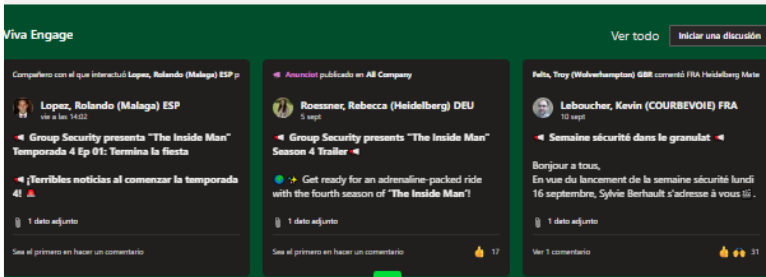 Viva Engage
Ver todo
Iniciar una discusión
Compañero con el que interactuó Lopez, Rolando (Malaga) ESP p
Lopez, Rolando (Malaga) ESP
vie a las 14:02
Group Security presenta "The Inside Man"
Temporada 4 Ep 01: Termina la fiesta
¡Terribles noticias al comenzar la temporada
4!
1 dato adjunto
Sea el primero en hacer un comentario
Anunciot publicado en All Company
Roessner, Rebecca (Heidelberg) DEU
5 sept
Group Security presents "The Inside Man"
Season 4 Trailer
Get ready for an adrenaline-packed ride
with the fourth season of 'The Inside Man'!
1 dato adjunto
Sea el primero en hacer un comentario
17
Felts, Troy (Wolverhampton) GBR comentó FRA Heidelberg Mate
Leboucher, Kevin (COURBEVOIE) FRA
10 sept
Semaine sécurité dans le granulat
Bonjour a tous,
En vue du lancement de la semaine sécurité lundi
16 septembre, Sylvie Berhault s'adresse à vous .
1 dato adjunto
Ver 1 comentario
31